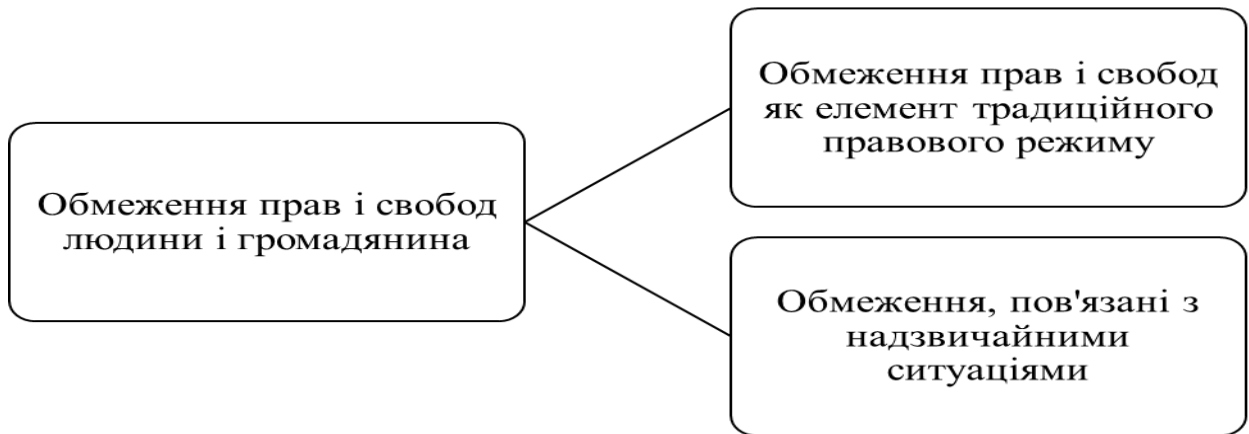 Обмеження прав і свобод
людини і громадянина
Обмеження прав і свобод
як елемент традиційного
правового режиму
Обмеження, пов'язані з
надзвичайними
ситуаціями